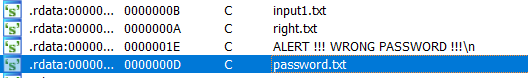 's' .rdata:00000... 0000000B C input1.txt
's' .rdata:00000... 0000000A C right.txt
's' .rdata:00000... 0000001E C ALERT !!! WRONG PASSWORD !!!\n
's' .rdata:00000... 0000000D C password.txt